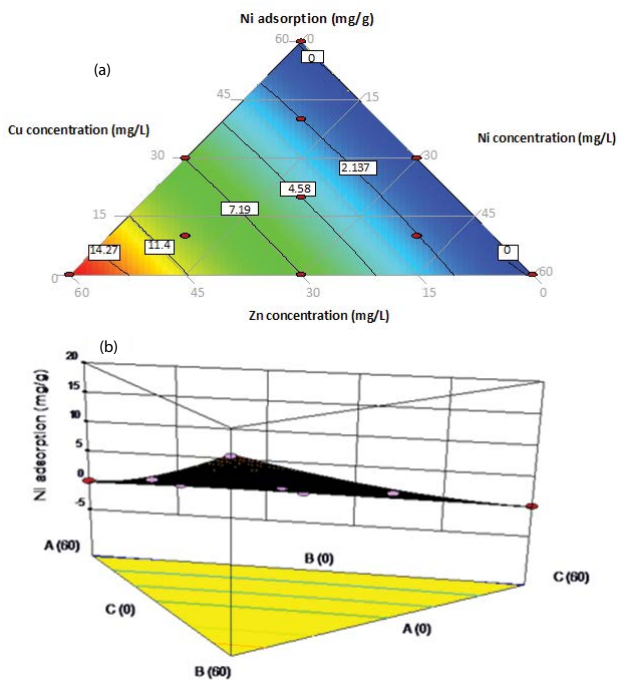 Ni adsorption (mg/g)
60 0
0
(a)
45 15
Cu concentration (mg/L)
Ni concentration (mg/L)
30 30
2.137
4.58
7.19
15 45
14.27 11.4 0
0 60
60 45 30 15 0
Zn concentration (mg/L)
(b)
20
15
10
5
0
-5
Ni adsorption (mg/g)
A (60)
B (0)
C (60)
C (0)
A (0)
B (60)